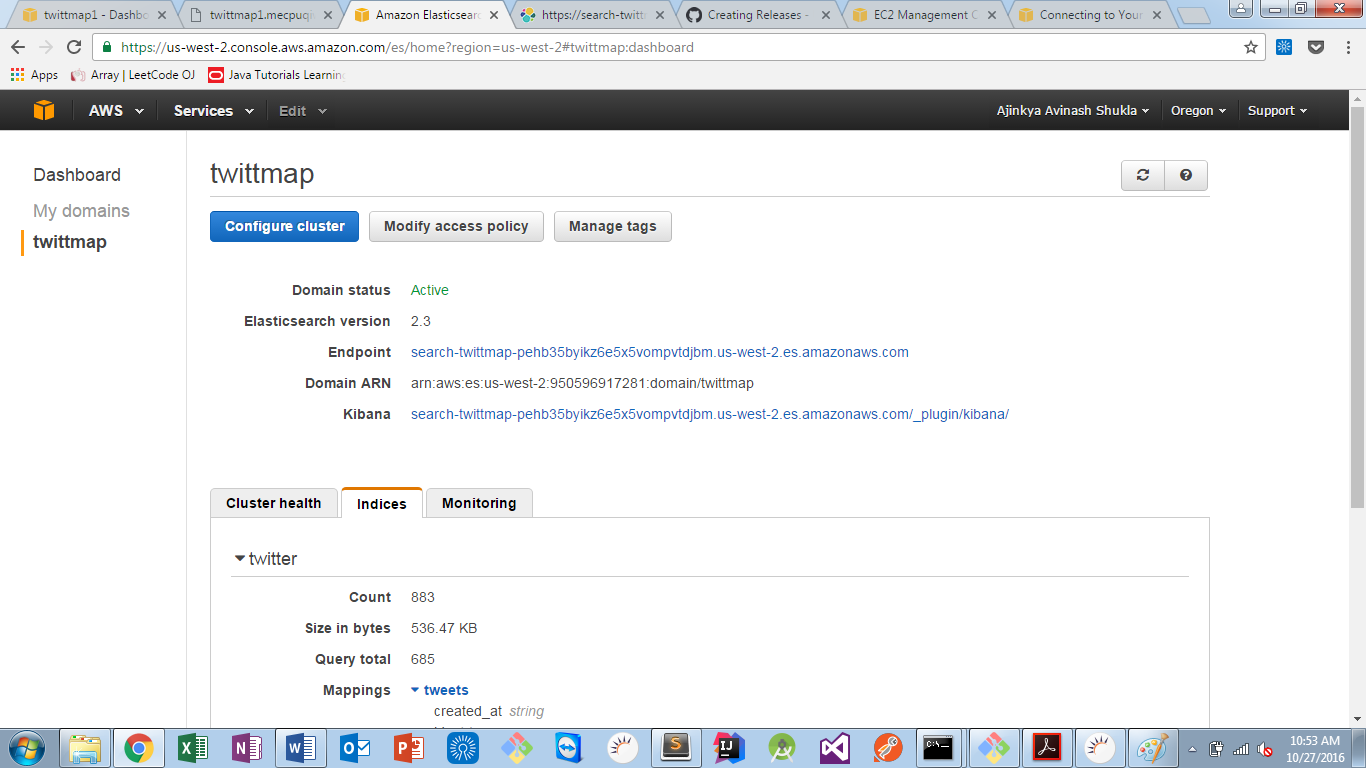 twittmap1 - Dashbo
twittmap1.mecpuqi
Amazon Elasticsear
https://search-twitt
Creating Releases -
EC2 Management C
Connecting to Your
https://us-west-2.console.aws.amazon.com/es/home?region=us-west-2#twittmap:dashboard
Apps
Array | LeetCode OJ
Java Tutorials Learnin
AWS
Services
Edit
Ajinkya Avinash Shukla
Oregon
Support
Dashboard
My domains
twittmap
twittmap
Configure cluster
Modify access policy
Manage tags
Domain status Active
Elasticsearch version 2.3
Endpoint search-twittmap-pehb35byikz6e5x5vompvtdjbm.us-west-2.es.amazonaws.com
Domain ARN arn:aws:es:us-west-2:950596917281:domain/twittmap
Kibana search-twittmap-pehb35byikz6e5x5vompvtdjbm.us-west-2.es.amazonaws.com/_plugin/kibana/
Cluster health
Indices
Monitoring
twitter
Count 883
Size in bytes 536.47 KB
Query total 685
Mappings tweets
created_at string
10:53 AM
10/27/2016